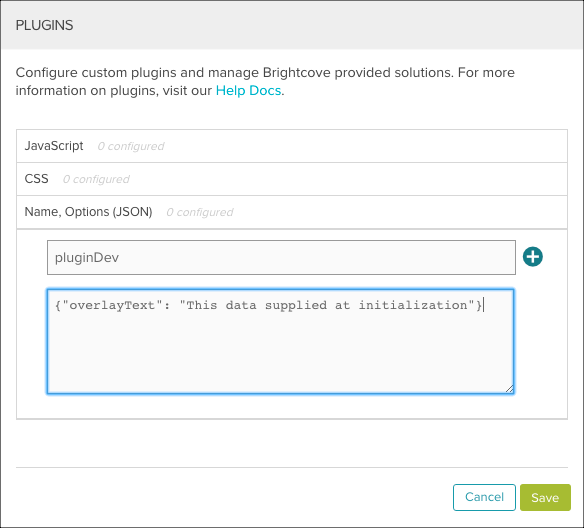 PLUGINS
Configure custom plugins and manage Brightcove provided solutions. For more
information on plugins, visit our Help Docs.
JavaScript 0 configured
CSS 0 configured
Name, Options (JSON) 0 configured
pluginDev
{"overlayText": "This data supplied at initialization"}
Cancel Save